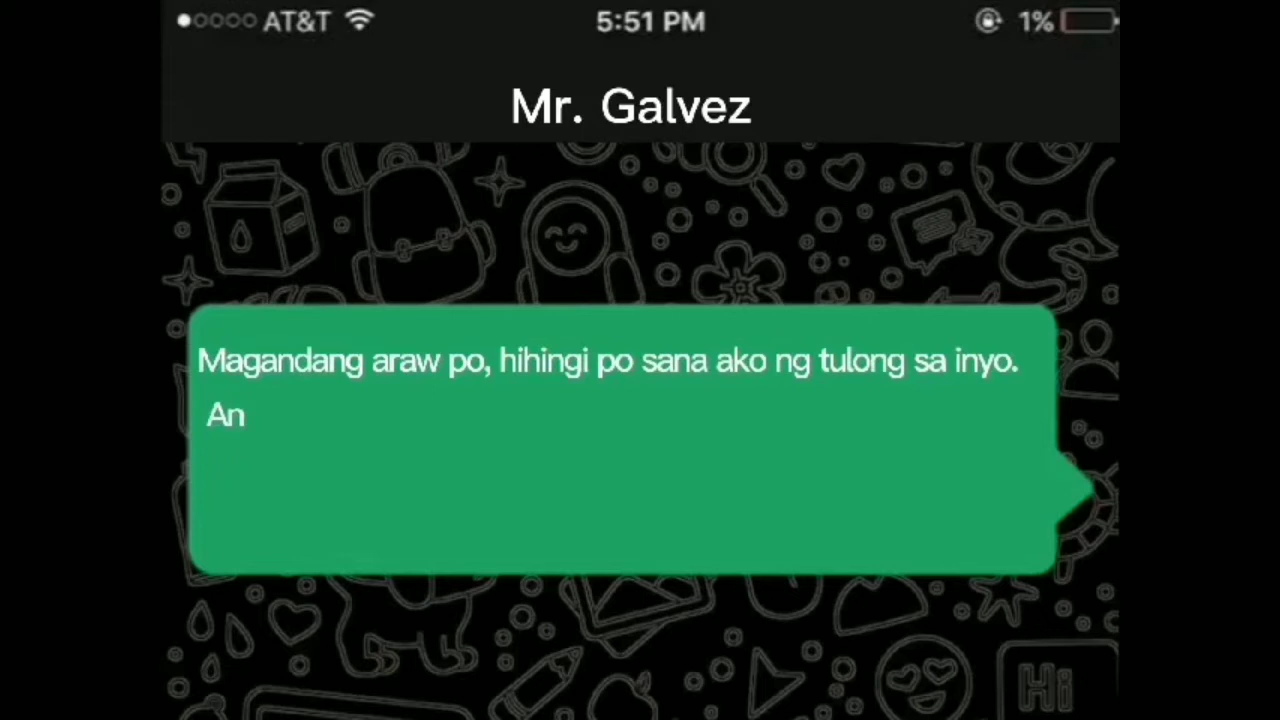 AT&T 5:51 PM 1%
Mr. Galvez
Magandang araw po, hihingi po sana ako ng tulong sa inyo.
An
Hi